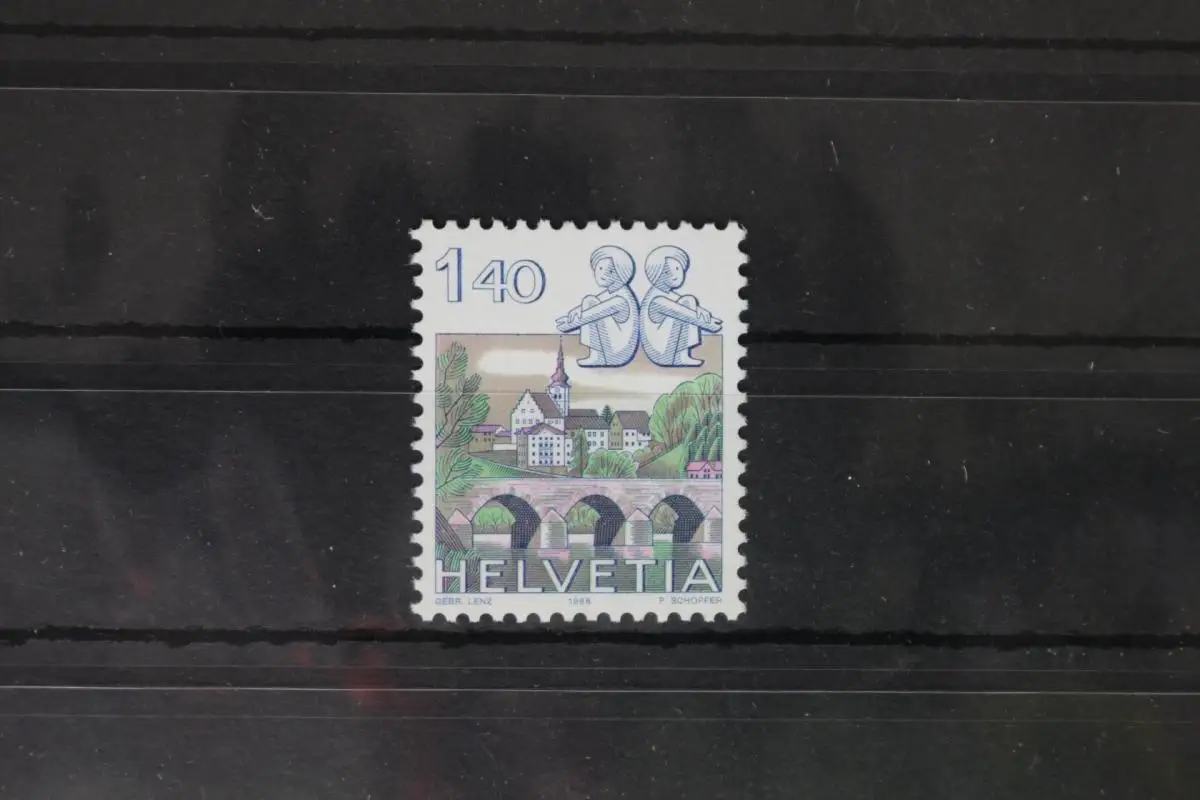 1 40
HELVETIA
GEBR. LENZ 1986 P. SCHOPFER